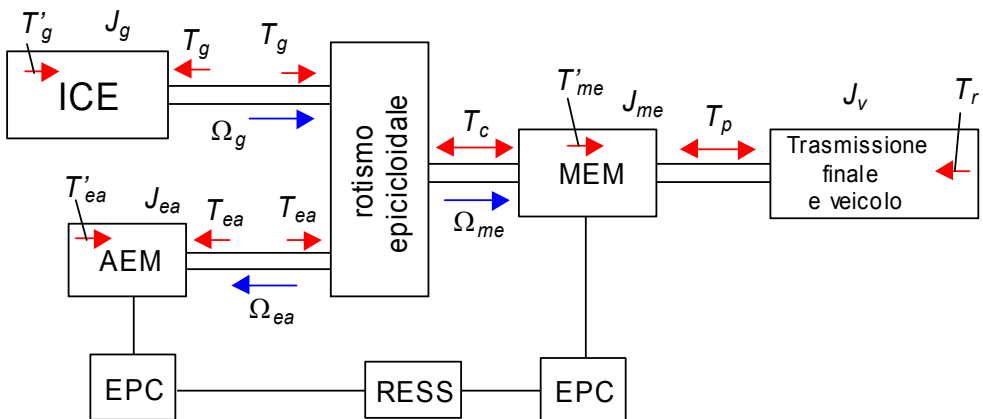 T'g Jg
Tg Tg
ICE
Ωg
T'ea
Jea
Tea Tea
AEM
Ωea
rotismo
epicicloidale
Tc
Ωme
T'me
Jme
MEM
Tp
Jv
Tr
Trasmissione
finale
e veicolo
EPC
RESS
EPC